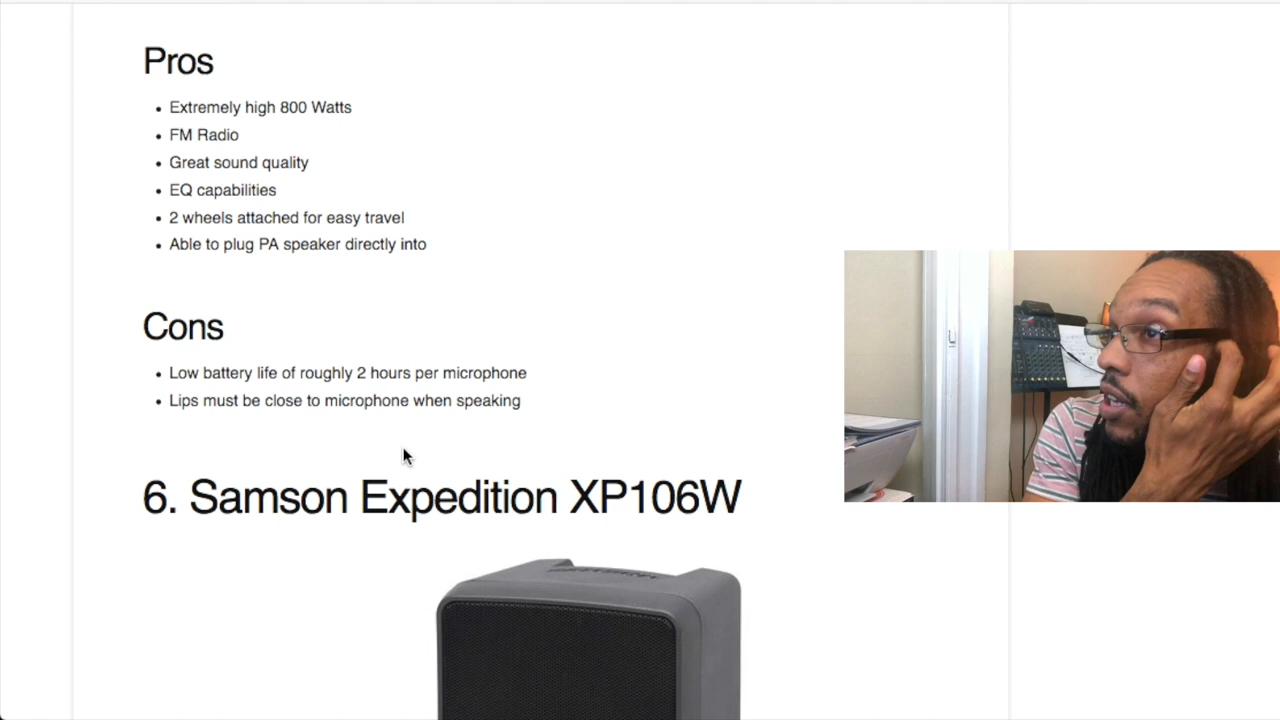 Pros
Extremely high 800 Watts
FM Radio
Great sound quality
EQ capabilities
2 wheels attached for easy travel
Able to plug PA speaker directly into
Cons
Low battery life of roughly 2 hours per microphone
Lips must be close to microphone when speaking
6. Samson Expedition XP106W